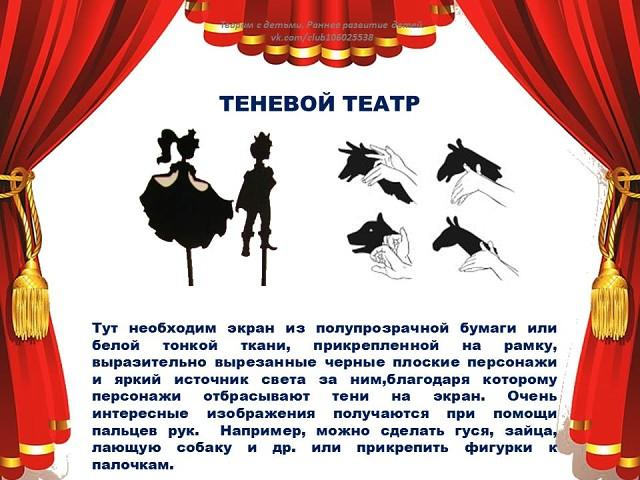 Творим с детьми. Раннее развитие детей
vk.com/club106025538
ТЕНЕВОЙ ТЕАТР
Тут необходим экран из полупрозрачной бумаги или
белой тонкой ткани, прикрепленной на рамку,
выразительно вырезанные черные плоские персонажи
и яркий источник света за ним,благодаря которому
персонажи отбрасывают тени на экран. Очень
интересные изображения получаются при помощи
пальцев рук. Например, можно сделать гуся, зайца,
лающую собаку и др. или прикрепить фигурки к
палочкам.